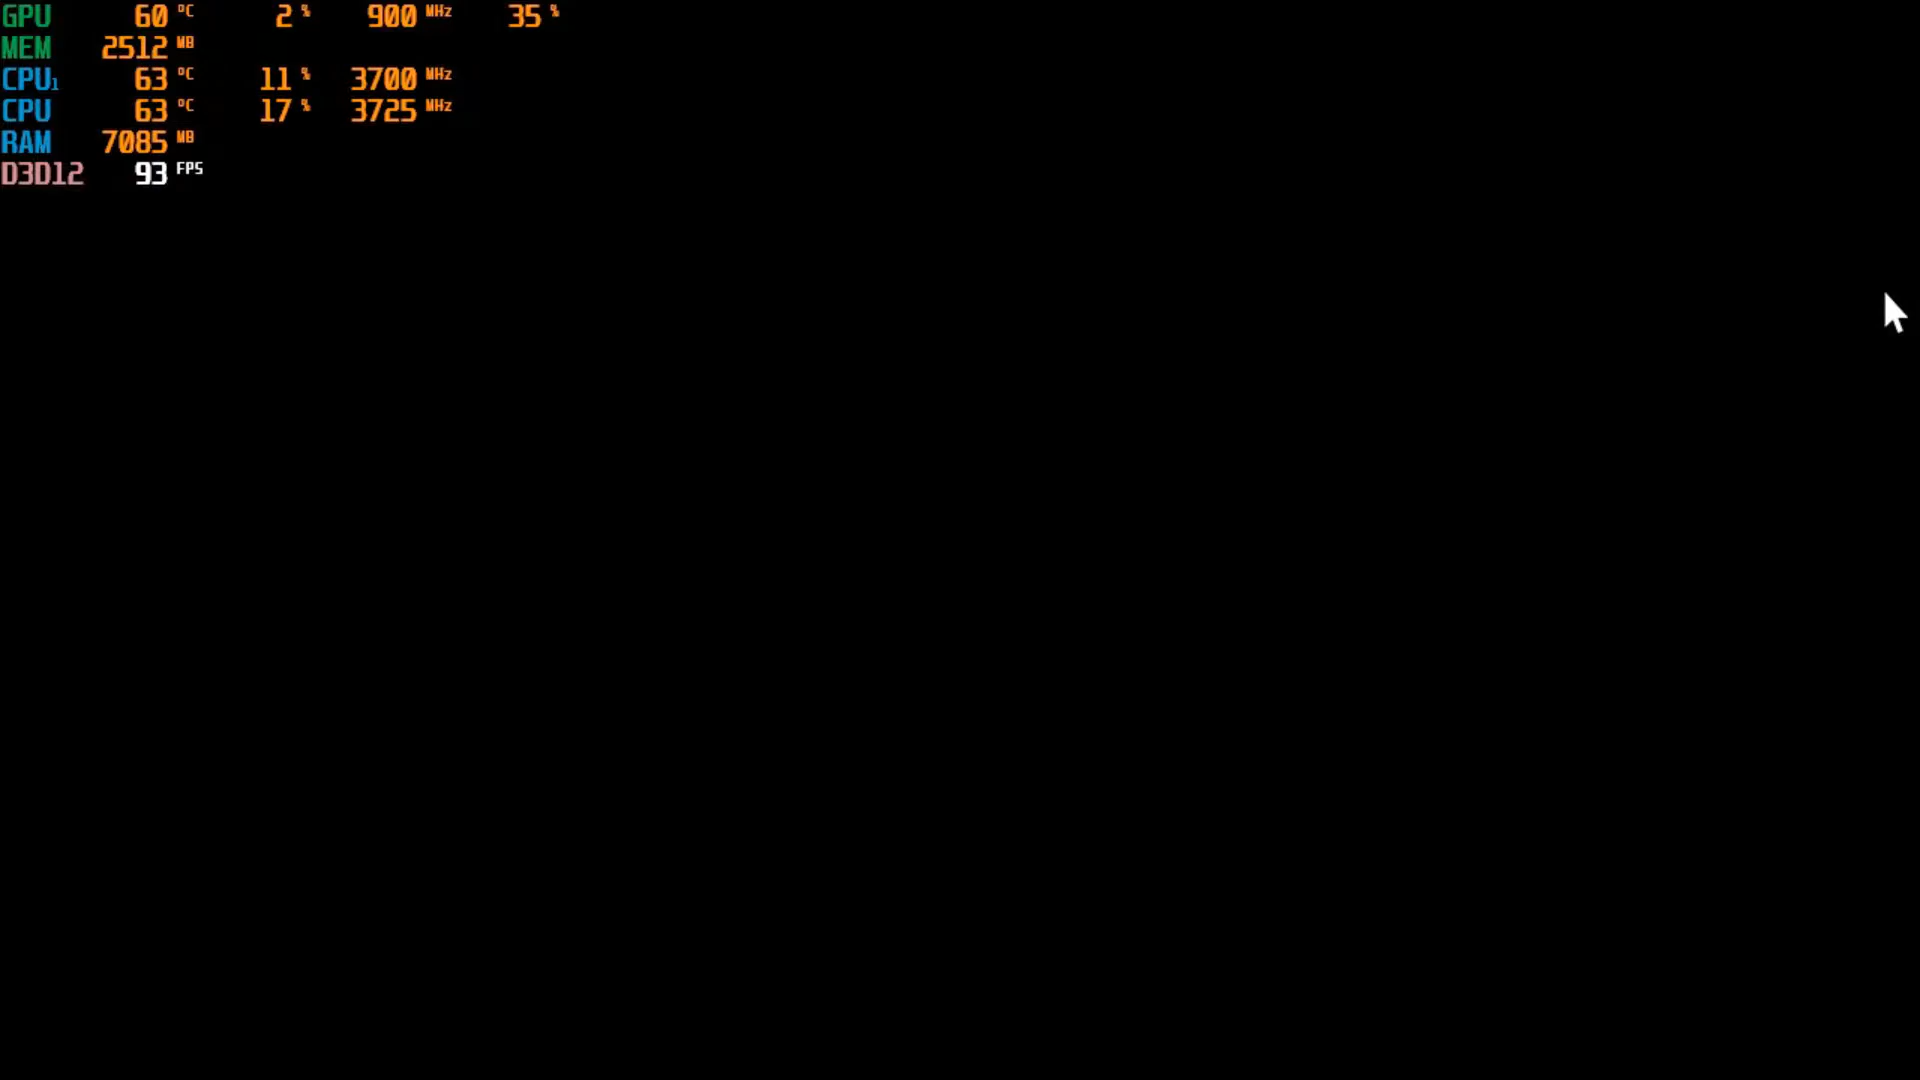 GPU 60 °C 2 % 900 MHz 35 %
MEM 2512 MB
CPU1 63 °C 11 % 3700 MHz
CPU 63 °C 17 % 3725 MHz
RAM 7085 MB
D3D12 93 FPS